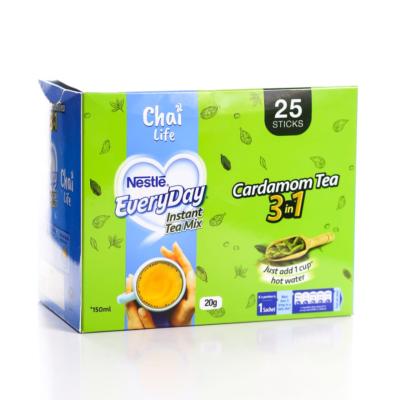 Chai
Life
25
STICKS
Nestlé
EveryDay
Instant
Tea Mix
Cardamom Tea
3 in 1
Just add 1 cup*
hot water
20g
*150ml
1 Sachet
Chai
Life